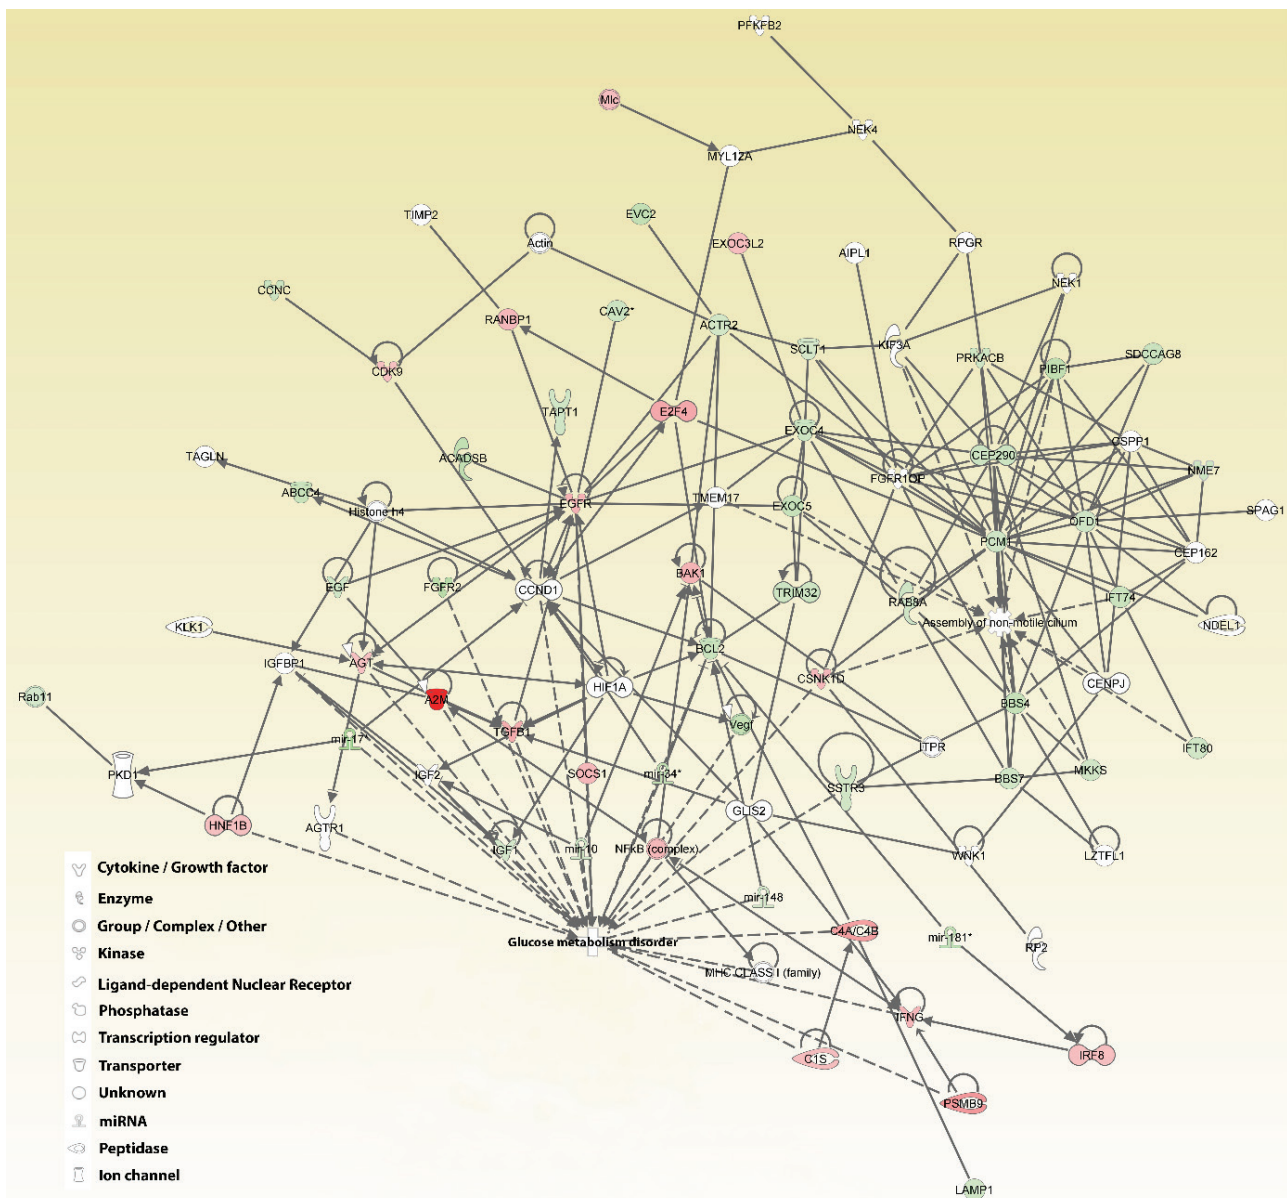 PFKFB2
Mlc
NEK4
MYL12A
TIMP2
EVC2
Actin
EXOC3L2
AIPL1
RPGR
NEK1
CCNC
RANBP1
CAV2*
ACTR2
SCLT1
KIF3A
PRKACB
PIBF1
SDCCAG8
CDK9
TAPT1
E2F4
EXOC4
CSPP1
TAGLN
ACADSB
CEP290
NME7
ABCC4
FGFR1OP
Histone h4
EGFR
TMEM17
EXOC5
OFD1
SPAG1
PCM1
CEP162
EGF
FGFR2
CCND1
BAK1
TRIM32
RAB8A
IFT74
Assembly of non-motile cilium
NDEL1
KLK1
IGFBP1
AGT
BCL2
CSNK1D
CENPJ
Rab11
A2M
HIF1A
BBS4
TGFB1
Vegf
ITPR
IFT80
mir-17*
PKD1
IGF2
SOCS1
mir-34*
SSTR3
BBS7
MKKS
HNF1B
AGTR1
GLIS2
IGF1
mir-10
NFkB (complex)
WNK1
LZTFL1
mir-148
Glucose metabolism disorder
C4A/C4B
mir-181*
RP2
MHC CLASS I (family)
IFNG
C1S
IRF8
PSMB9
LAMP1
Cytokine / Growth factor
Enzyme
Group / Complex / Other
Kinase
Ligand-dependent Nuclear Receptor
Phosphatase
Transcription regulator
Transporter
Unknown
miRNA
Peptidase
Ion channel